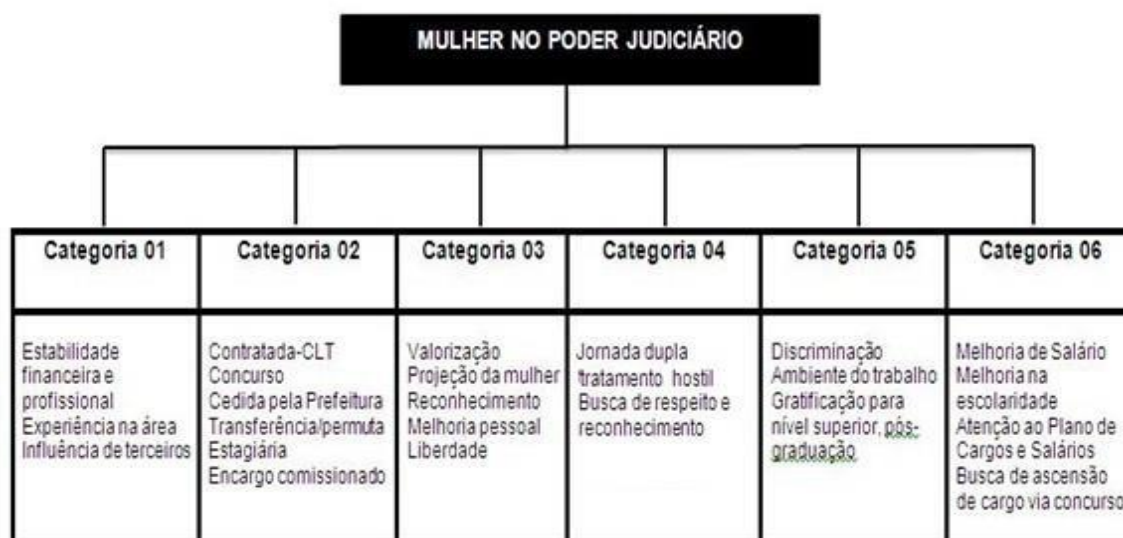 MULHER NO PODER JUDICIÁRIO
Categoria 01
Categoria 02
Categoria 03
Categoria 04
Categoria 05
Categoria 06
Estabilidade
financeira e
profissional
Experiência na área
Influência de terceiros
Contratada-CLT
Concurso
Cedida pela Prefeitura
Transferência/permuta
Estagiária
Encargo comissionado
Valorização
Projeção da mulher
Reconhecimento
Melhoria pessoal
Liberdade
Jornada dupla
tratamento hostil
Busca de respeito e
reconhecimento
Discriminação
Ambiente do trabalho
Gratificação para
nível superior, pós-
graduação
Melhoria de Salário
Melhoria na
escolaridade
Atenção ao Plano de
Cargos e Salários
Busca de ascensão
de cargo via concurso